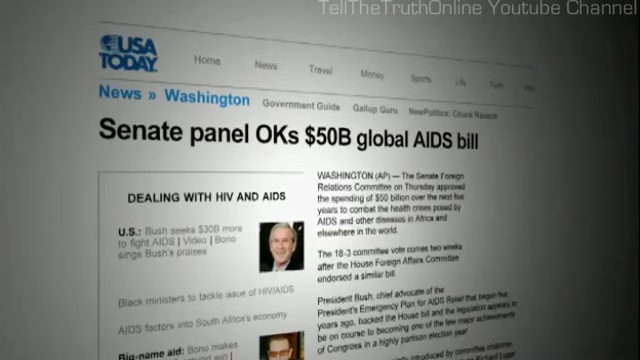 TellTheTruthOnline Youtube Channel
USA
TODAY
Home News Travel Money Sports Life Tech
News » Washington Government Guide Gallup Guru NewPolitics: Chuck Raasch
Senate panel OKs $50B global AIDS bill
DEALING WITH HIV AND AIDS
U.S.: Bush seeks $30B more
to fight AIDS | Video | Bono
sings Bush's praises
Black ministers to tackle issue of HIV/AIDS
AIDS factors into South Africa's economy
Big-name aid: Bono makes
WASHINGTON (AP) — The Senate Foreign
Relations Committee on Thursday approved
the spending of $50 billion over the next five
years to combat the health crises posed by
AIDS and other diseases in Africa and
elsewhere in the world.
The 18-3 committee vote comes two weeks
after the House Foreign Affairs Committee
endorsed a similar bill.
President Bush, chief advocate of the
President's Emergency Plan for AIDS Relief that began five
years ago, backed the House bill and the legislation appears to
be on course to becoming one of the few major achievements
of Congress in a highly partisan election year.
introduced by committee chairman,